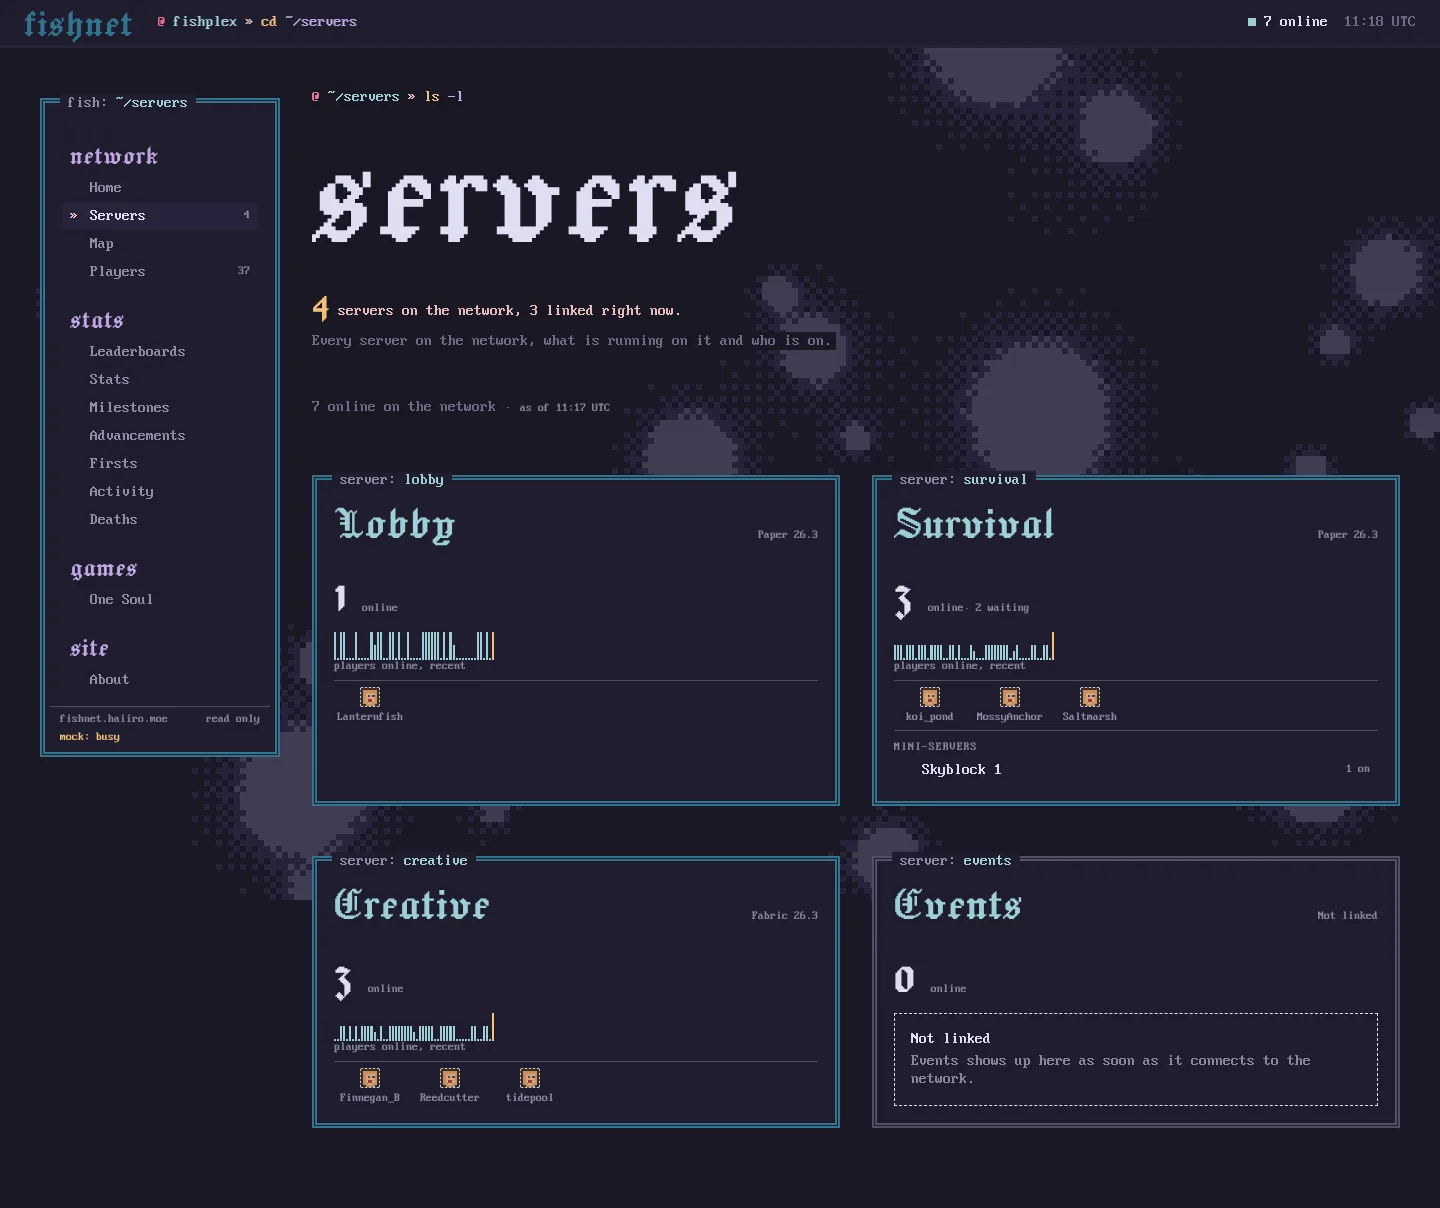 fishnet
@ fishplex » cd ~/servers
7 online 11:18 UTC
fish: ~/servers
network
Home
» Servers 4
Map
Players 37
stats
Leaderboards
Stats
Milestones
Advancements
Firsts
Activity
Deaths
games
One Soul
site
About
fishnet.haiiro.moe read only
mock: busy
@ ~/servers » ls -l
servers
4 servers on the network, 3 linked right now.
Every server on the network, what is running on it and who is on.
7 online on the network · as of 11:17 UTC
server: lobby
Lobby
Paper 26.3
1 online
players online, recent
Lanternfish
server: survival
Survival
Paper 26.3
3 online · 2 waiting
players online, recent
koi_pond MossyAnchor Saltmarsh
MINI-SERVERS
Skyblock 1 1 on
server: creative
Creative
Fabric 26.3
3 online
players online, recent
Finnegan_B Reedcutter tidepool
server: events
Events
Not linked
0 online
Not linked
Events shows up here as soon as it connects to the
network.